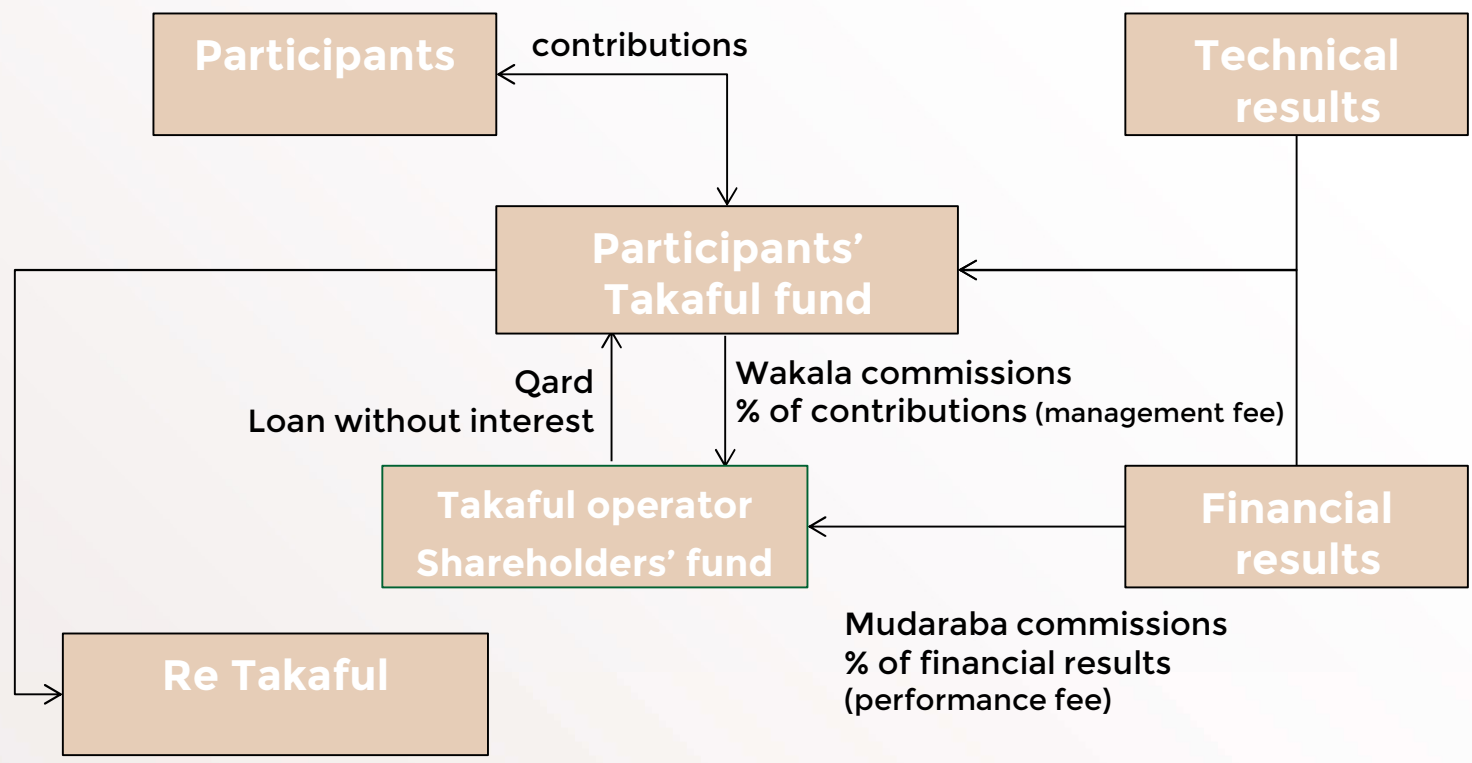 Participants
contributions
Technical
results
Participants’
Takaful fund
Qard
Loan without interest
Wakala commissions
% of contributions (management fee)
Takaful operator
Shareholders’ fund
Financial
results
Mudaraba commissions
% of financial results
(performance fee)
Re Takaful